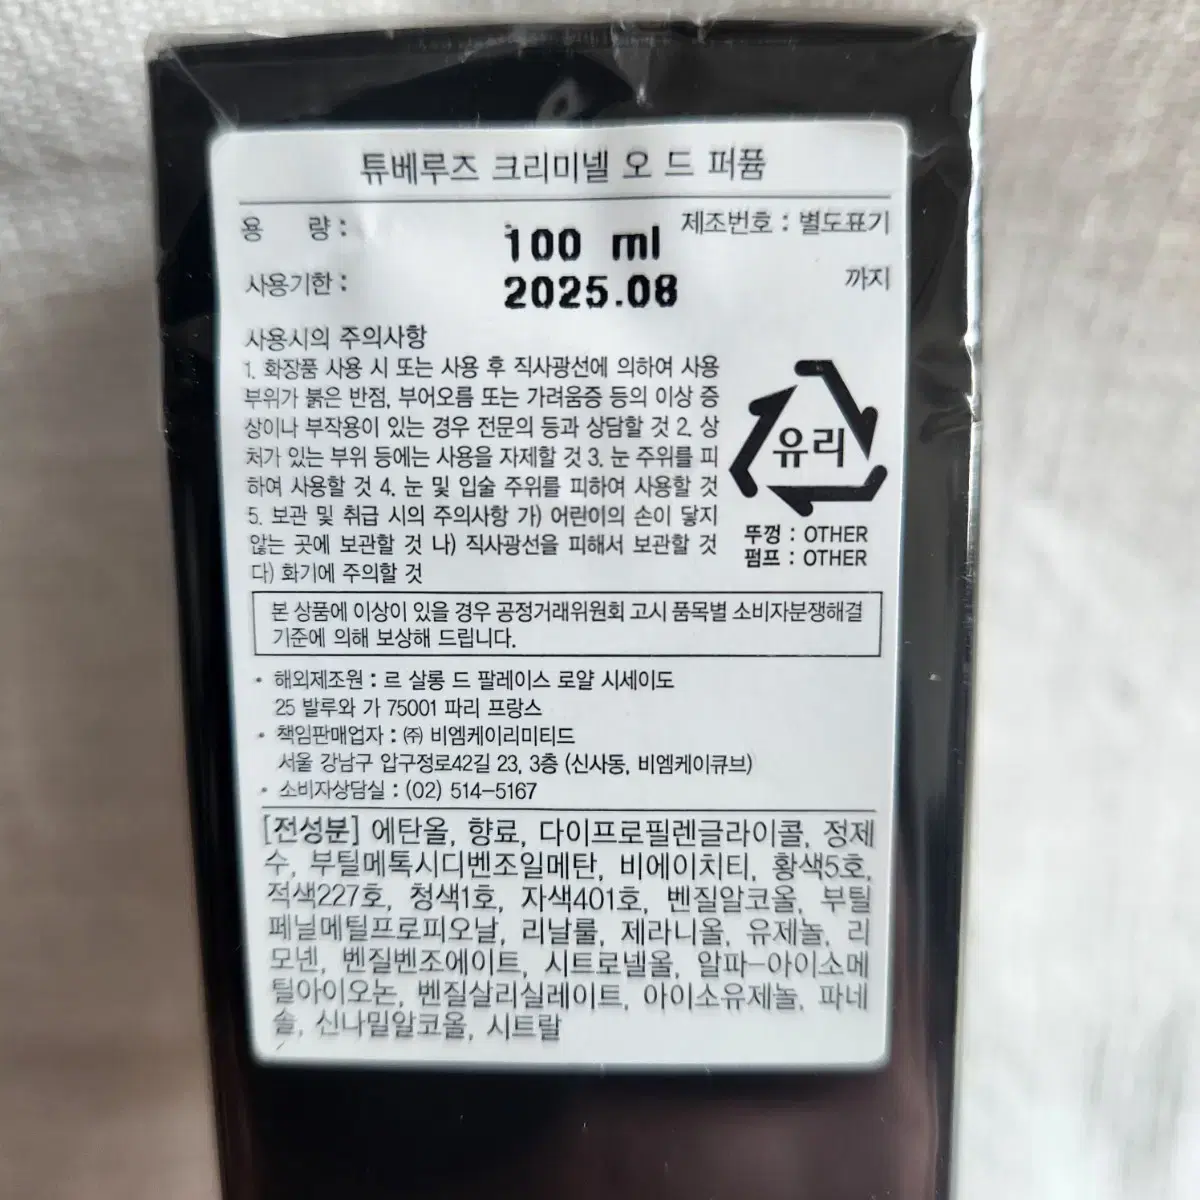 튜베루즈 크리미넬 오 드 퍼퓸
용 량 : 100 ml 제조번호 : 별도표기
사용기한 : 2025.08 까지
사용시의 주의사항
1. 화장품 사용 시 또는 사용 후 직사광선에 의하여 사용
부위가 붉은 반점, 부어오름 또는 가려움증 등의 이상 증
상이나 부작용이 있는 경우 전문의 등과 상담할 것 2. 상
처가 있는 부위 등에는 사용을 자제할 것 3. 눈 주위를 피
하여 사용할 것 4. 눈 및 입술 주위를 피하여 사용할 것
5. 보관 및 취급 시의 주의사항 가) 어린이의 손이 닿지
않는 곳에 보관할 것 나) 직사광선을 피해서 보관할 것
다) 화기에 주의할 것
유리
뚜껑 : OTHER
펌프 : OTHER
본 상품에 이상이 있을 경우 공정거래위원회 고시 품목별 소비자분쟁해결
기준에 의해 보상해 드립니다.
• 해외제조원 : 르 살롱 드 팔레이스 로얄 시세이도
25 발루와 가 75001 파리 프랑스
• 책임판매업자 : ㈜ 비엠케이리미티드
서울 강남구 압구정로42길 23, 3층 (신사동, 비엠케이큐브)
• 소비자상담실 : (02) 514-5167
[전성분] 에탄올, 향료, 다이프로필렌글라이콜, 정제
수, 부틸메톡시디벤조일메탄, 비에이치티, 황색5호,
적색227호, 청색1호, 자색401호, 벤질알코올, 부틸
페닐메틸프로피오날, 리날룰, 제라니올, 유제놀, 리
모넨, 벤질벤조에이트, 시트로넬올, 알파-아이소메
틸아이오논, 벤질살리실레이트, 아이소유제놀, 파네
솔, 신나밀알코올, 시트랄